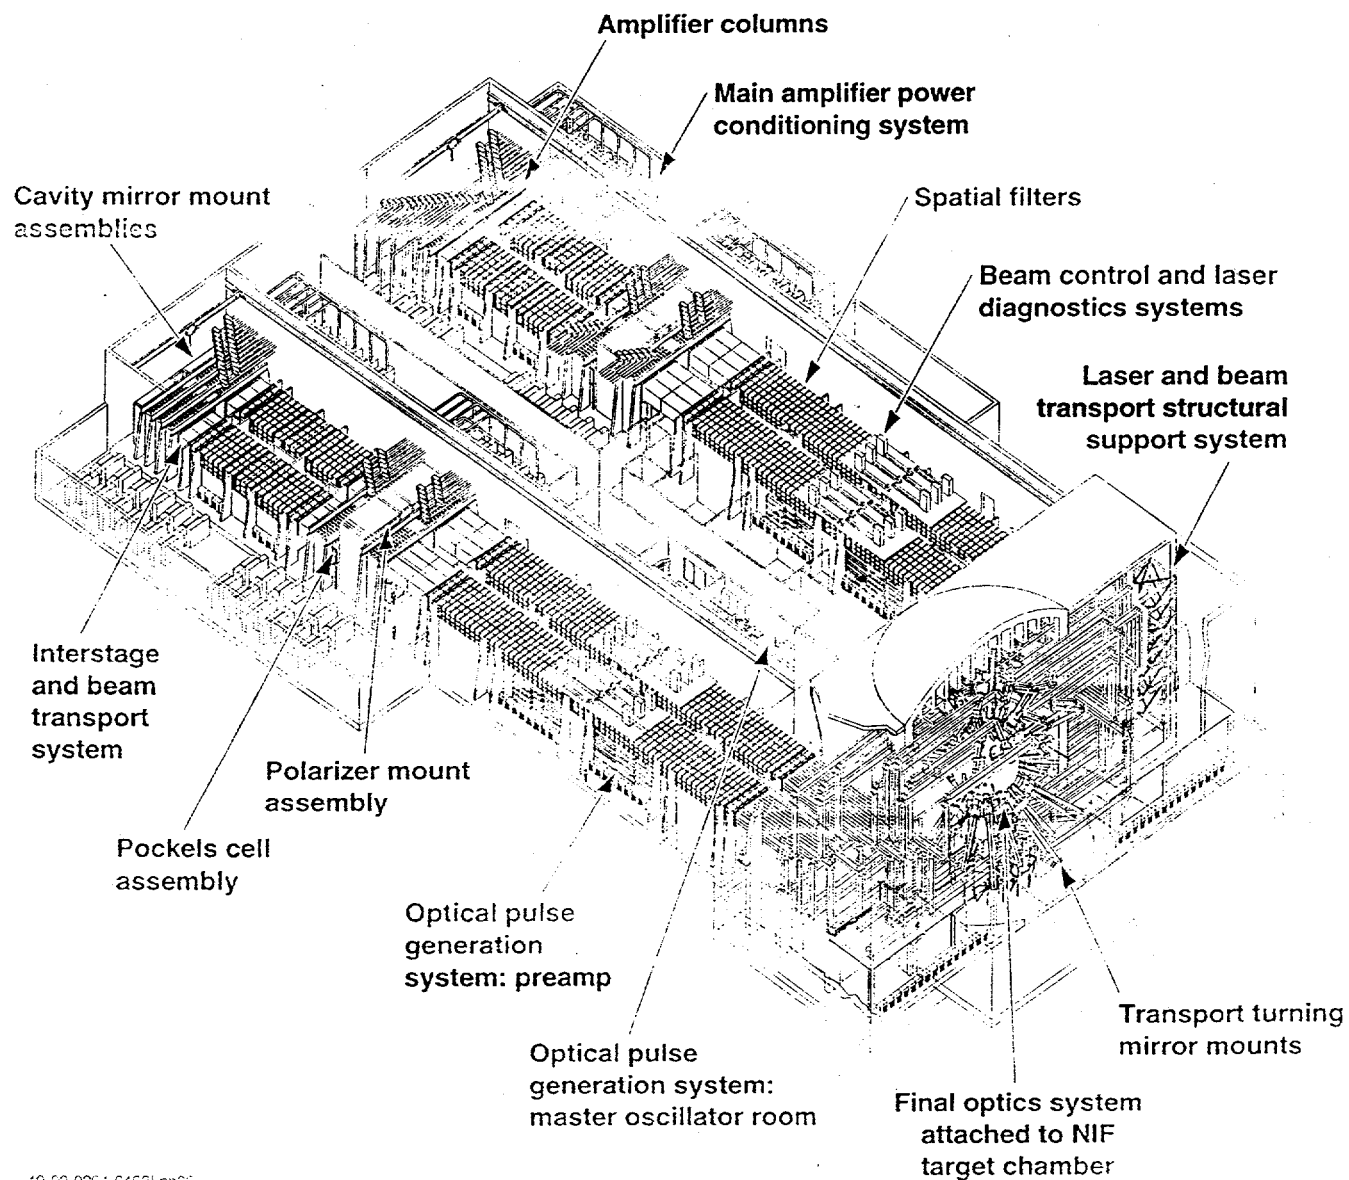 Amplifier columns
Main amplifier power
conditioning system
Cavity mirror mount
assemblies
Spatial filters
Beam control and laser
diagnostics systems
Laser and beam
transport structural
support system
Interstage
and beam
transport
system
Polarizer mount
assembly
Pockels cell
assembly
Optical pulse
generation
system: preamp
Optical pulse
generation system:
master oscillator room
Transport turning
mirror mounts
Final optics system
attached to NIF
target chamber